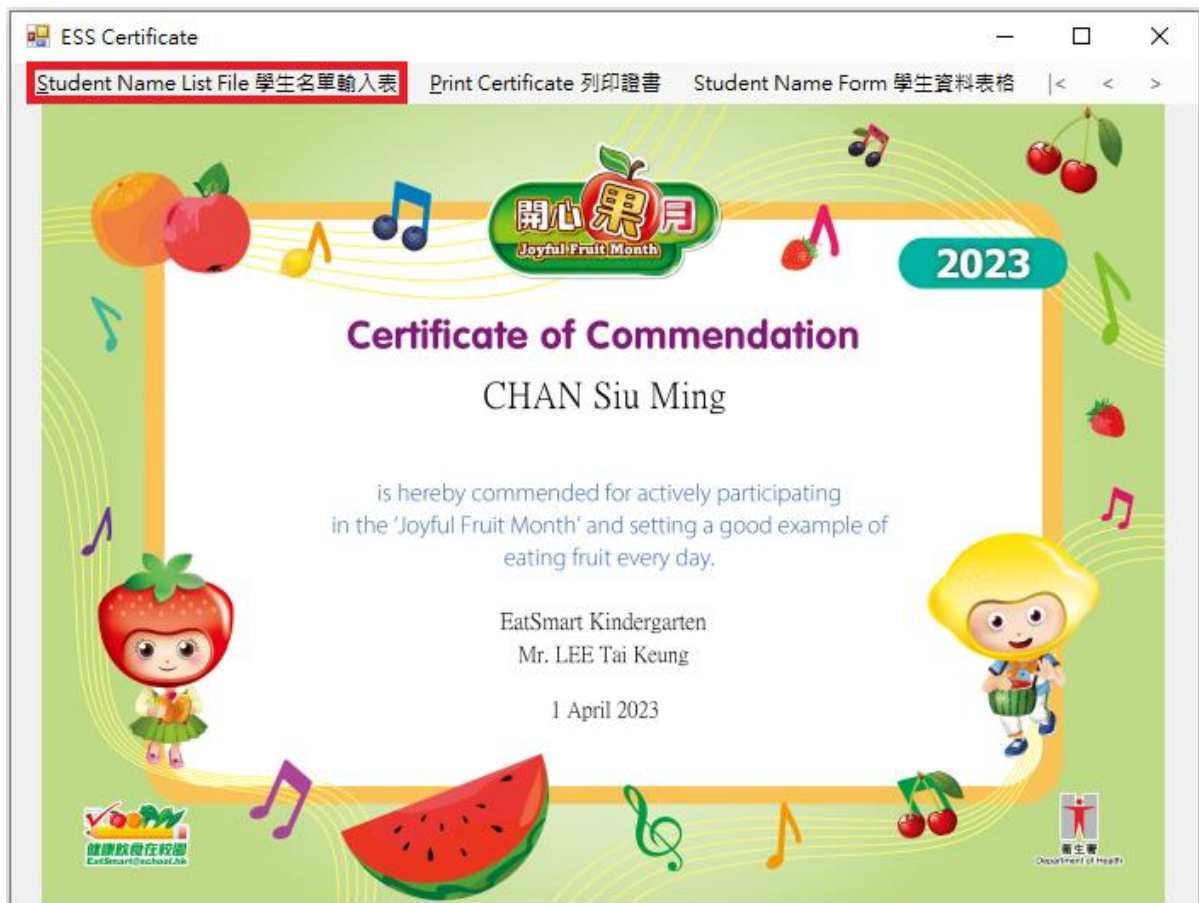 ESS Certificate
Student Name List File 學生名單輸入表 Print Certificate 列印證書 Student Name Form 學生資料表格 |< < >
開心果月
Joyful Fruit Month
2023
Certificate of Commendation
CHAN Siu Ming
is hereby commended for actively participating
in the ‘Joyful Fruit Month’ and setting a good example of
eating fruit every day.
EatSmart Kindergarten
Mr. LEE Tai Keung
1 April 2023
健康飲食在校園
EatSmart@school.hk
衞生署
Department of Health